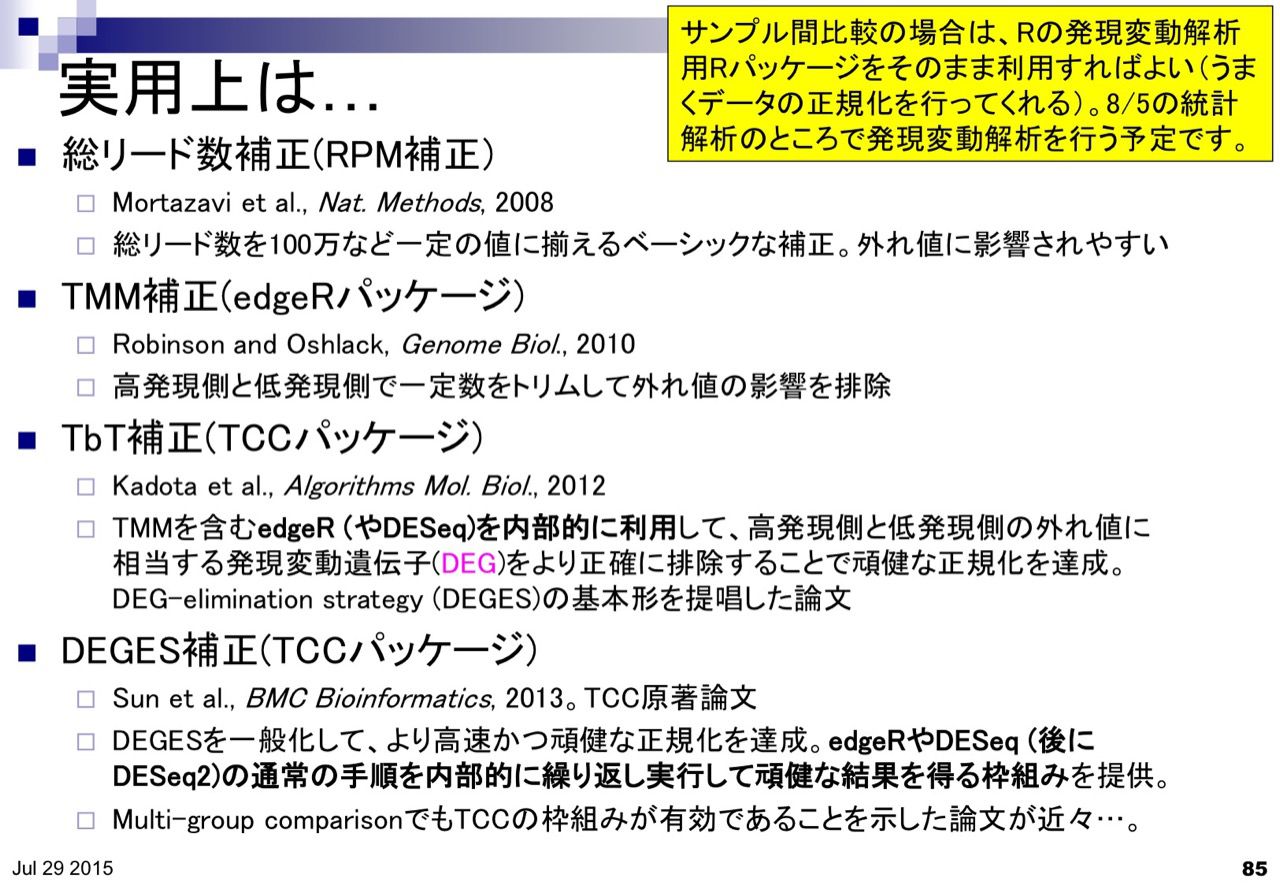 サンプル間比較の場合は、Rの発現変動解析
用Rパッケージをそのまま利用すればよい(うま
くデータの正規化を行ってくれる)。8/5の統計
解析のところで発現変動解析を行う予定です。
実用上は…
総リード数補正(RPM補正)
Mortazavi et al., Nat. Methods, 2008
総リード数を100万など一定の値に揃えるベーシックな補正。外れ値に影響されやすい
TMM補正(edgeRパッケージ)
Robinson and Oshlack, Genome Biol., 2010
高発現側と低発現側で一定数をトリムして外れ値の影響を排除
TbT補正(TCCパッケージ)
Kadota et al., Algorithms Mol. Biol., 2012
TMMを含むedgeR (やDESeq)を内部的に利用して、高発現側と低発現側の外れ値に
相当する発現変動遺伝子(DEG)をより正確に排除することで頑健な正規化を達成。
DEG-elimination strategy (DEGES)の基本形を提唱した論文
DEGES補正(TCCパッケージ)
Sun et al., BMC Bioinformatics, 2013。TCC原著論文
DEGESを一般化して、より高速かつ頑健な正規化を達成。edgeRやDESeq (後に
DESeq2)の通常の手順を内部的に繰り返し実行して頑健な結果を得る枠組みを提供。
Multi-group comparisonでもTCCの枠組みが有効であることを示した論文が近々…。
Jul 29 2015
85